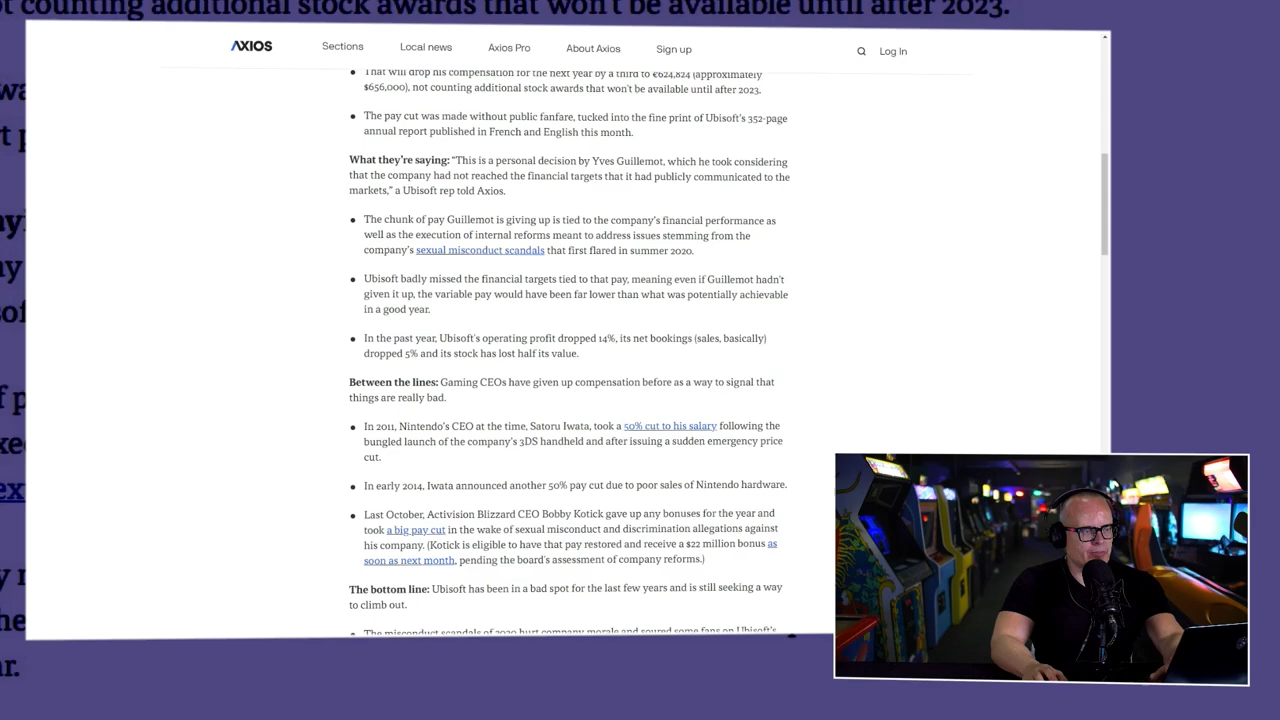 ot counting additional stock awards that won't be available until after 2023.
AXIOS
Sections
Local news
Axios Pro
About Axios
Sign up
Log In
That will drop his compensation for the next year by a third to €624,824 (approximately
$656,000), not counting additional stock awards that won't be available until after 2023.
The pay cut was made without public fanfare, tucked into the fine print of Ubisoft's 352-page
annual report published in French and English this month.
What they're saying: “This is a personal decision by Yves Guillemot, which he took considering
that the company had not reached the financial targets that it had publicly communicated to the
markets,” a Ubisoft rep told Axios.
The chunk of pay Guillemot is giving up is tied to the company’s financial performance as
well as the execution of internal reforms meant to address issues stemming from the
company’s sexual misconduct scandals that first flared in summer 2020.
Ubisoft badly missed the financial targets tied to that pay, meaning even if Guillemot hadn't
given it up, the variable pay would have been far lower than what was potentially achievable
in a good year.
In the past year, Ubisoft's operating profit dropped 14%, its net bookings (sales, basically)
dropped 5% and its stock has lost half its value.
Between the lines: Gaming CEOs have given up compensation before as a way to signal that
things are really bad.
In 2011, Nintendo’s CEO at the time, Satoru Iwata, took a 50% cut to his salary following the
bungled launch of the company's 3DS handheld and after issuing a sudden emergency price
cut.
In early 2014, Iwata announced another 50% pay cut due to poor sales of Nintendo hardware.
Last October, Activision Blizzard CEO Bobby Kotick gave up any bonuses for the year and
took a big pay cut in the wake of sexual misconduct and discrimination allegations against
his company. (Kotick is eligible to have that pay restored and receive a $22 million bonus as
soon as next month, pending the board's assessment of company reforms.)
The bottom line: Ubisoft has been in a bad spot for the last few years and is still seeking a way
to climb out.
The misconduct scandals of 2020 hurt company morale and soured some fans on Ubisoft's